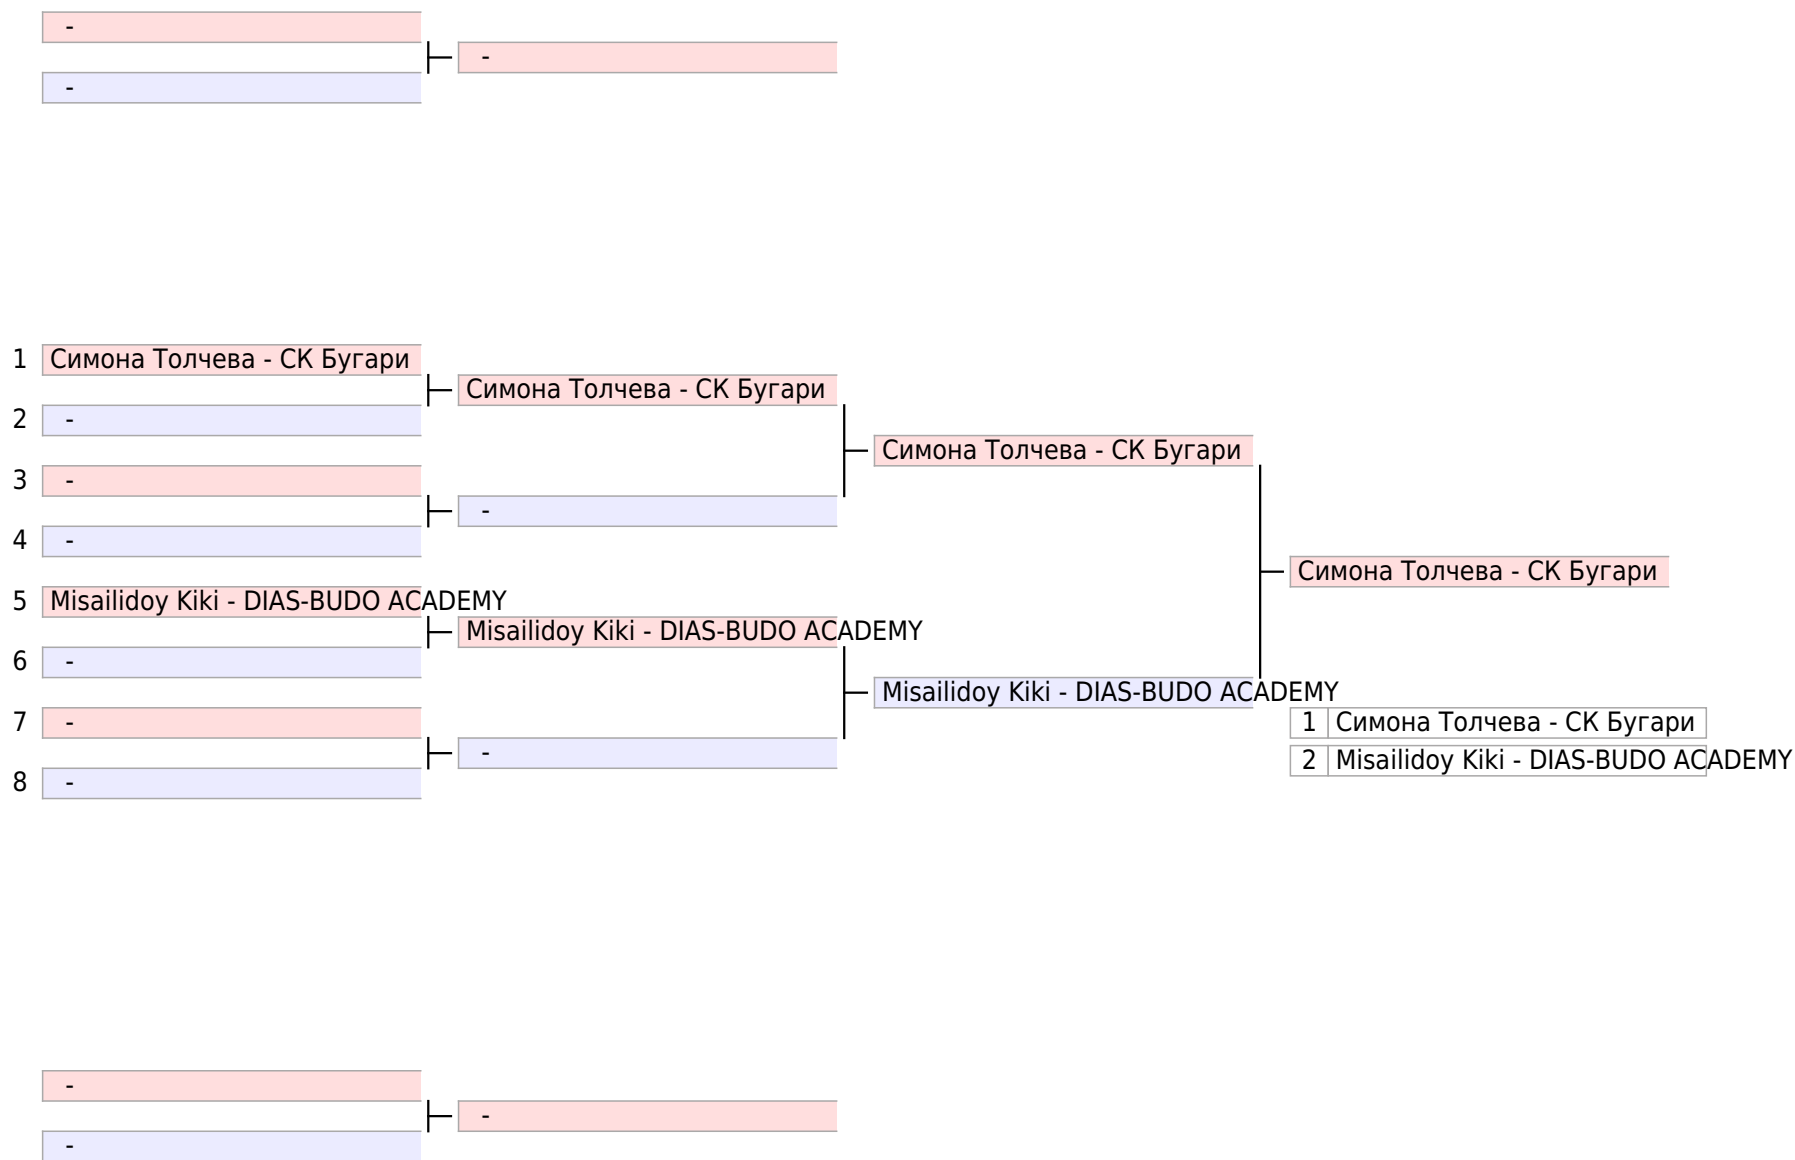 -
-
-
1 Симона Толчева - СК Бугари
Симона Толчева - СК Бугари
2 -
Симона Толчева - СК Бугари
3 -
-
4 -
Симона Толчева - СК Бугари
5 Misailidoy Kiki - DIAS-BUDO ACADEMY
Misailidoy Kiki - DIAS-BUDO ACADEMY
6 -
Misailidoy Kiki - DIAS-BUDO ACADEMY
7 -
1 Симона Толчева - СК Бугари
-
2 Misailidoy Kiki - DIAS-BUDO ACADEMY
8 -
-
-
-